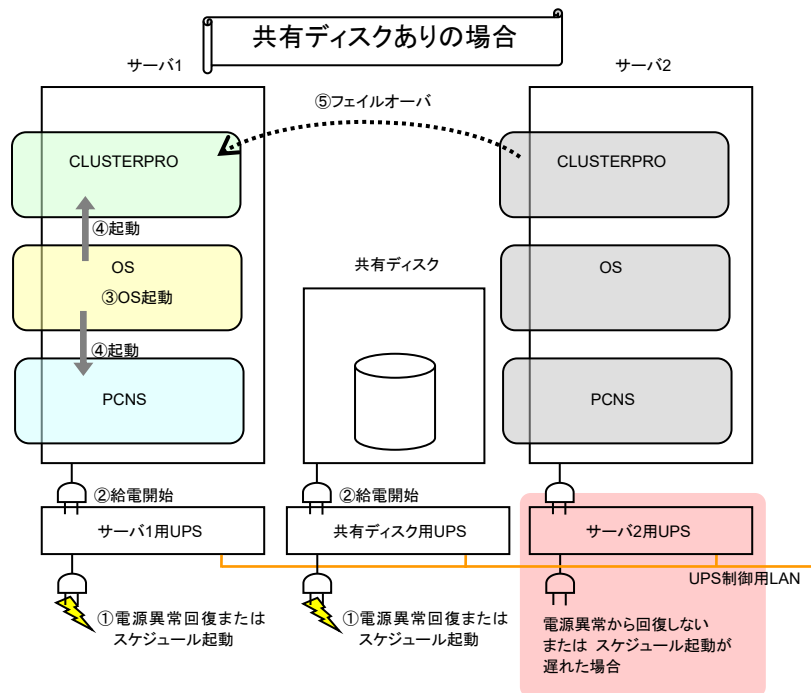 共有ディスクありの場合
サーバ1
サーバ2
⑤フェイルオーバ
CLUSTERPRO
CLUSTERPRO
④起動
OS
③OS起動
共有ディスク
OS
④起動
PCNS
PCNS
②給電開始
②給電開始
サーバ1用UPS
共有ディスク用UPS
サーバ2用UPS
UPS制御用LAN
①電源異常回復または
スケジュール起動
①電源異常回復または
スケジュール起動
電源異常から回復しない
または スケジュール起動が
遅れた場合